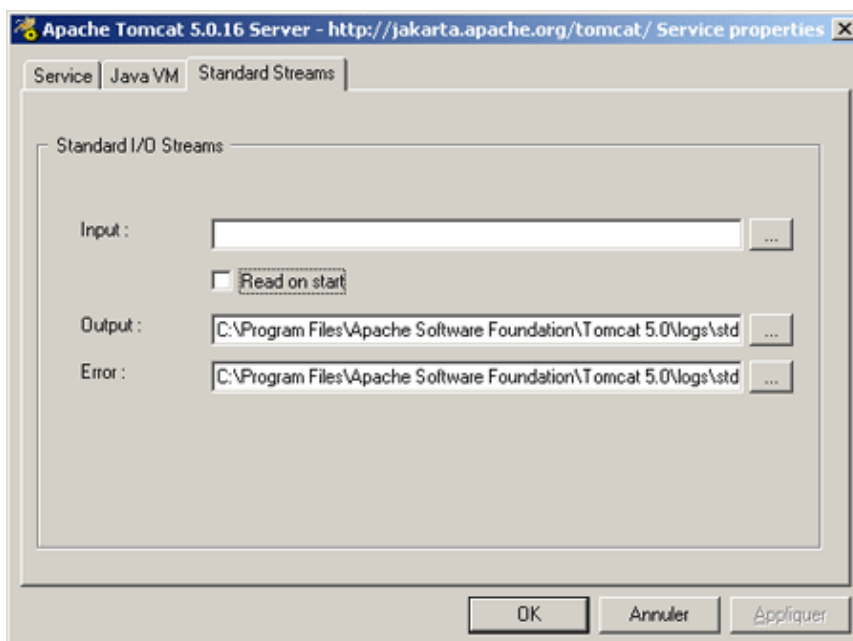 Apache Tomcat 5.0.16 Server - http://jakarta.apache.org/tomcat/ Service properties
Service Java VM Standard Streams
Standard I/O Streams
Input :
...
Read on start
Output : C:\Program Files\Apache Software Foundation\Tomcat 5.0\logs\std ...
Error : C:\Program Files\Apache Software Foundation\Tomcat 5.0\logs\std ...
OK Annuler Appliquer